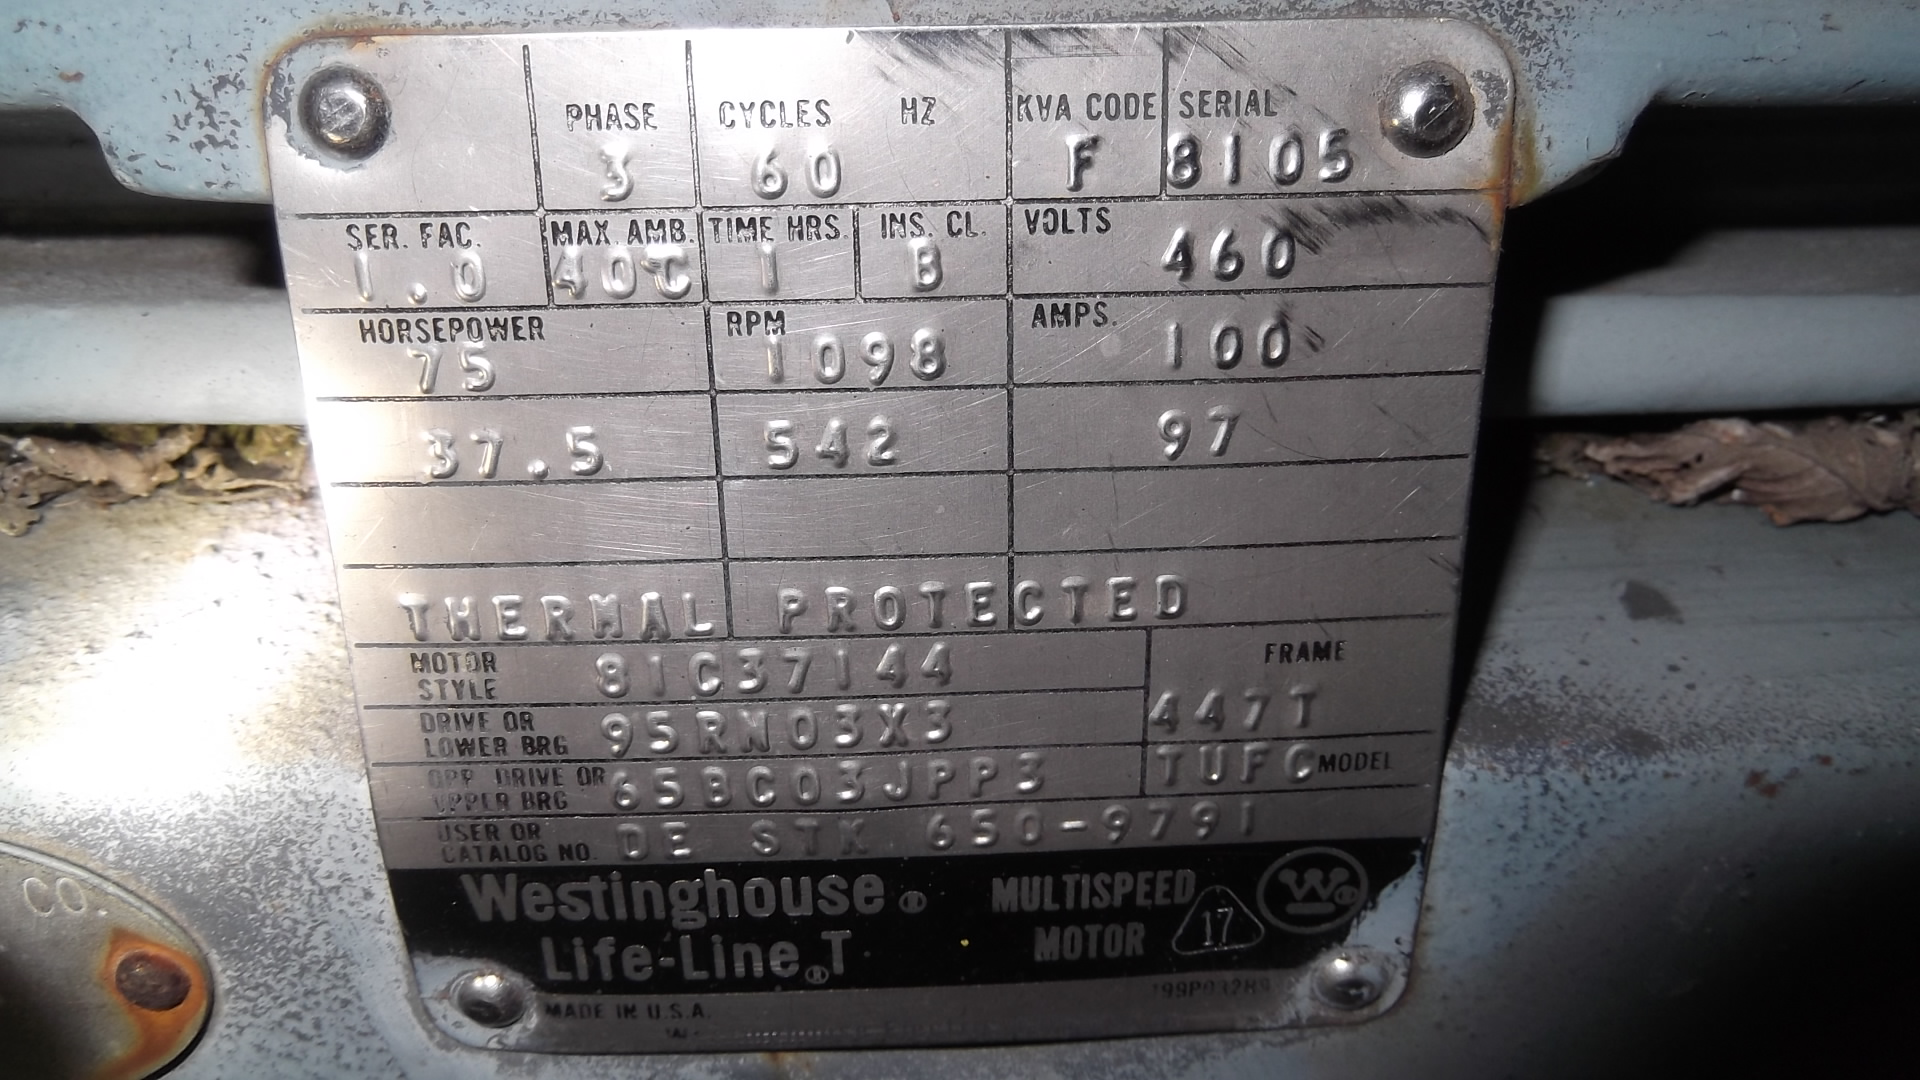 PHASE CYCLES HZ KVA CODE SERIAL
3 60 F 8105
SER. FAC. MAX. AMB. TIME HRS. INS. CL. VOLTS
1.0 40C 1 B 460
HORSEPOWER RPM AMPS.
75 1098 100
37.5 542 97
THERMAL PROTECTED
MOTOR STYLE 81C37144 FRAME
DRIVE OR LOWER BRG 95RN03X3 447T
OPP. DRIVE OR UPPER BRG 65BC03JPP3 TUFC MODEL
USER OR CATALOG NO. DE STK 650-9791
Westinghouse ® MULTISPEED MOTOR 17 W ®
Life-Line ® T
MADE IN U.S.A.
CO.